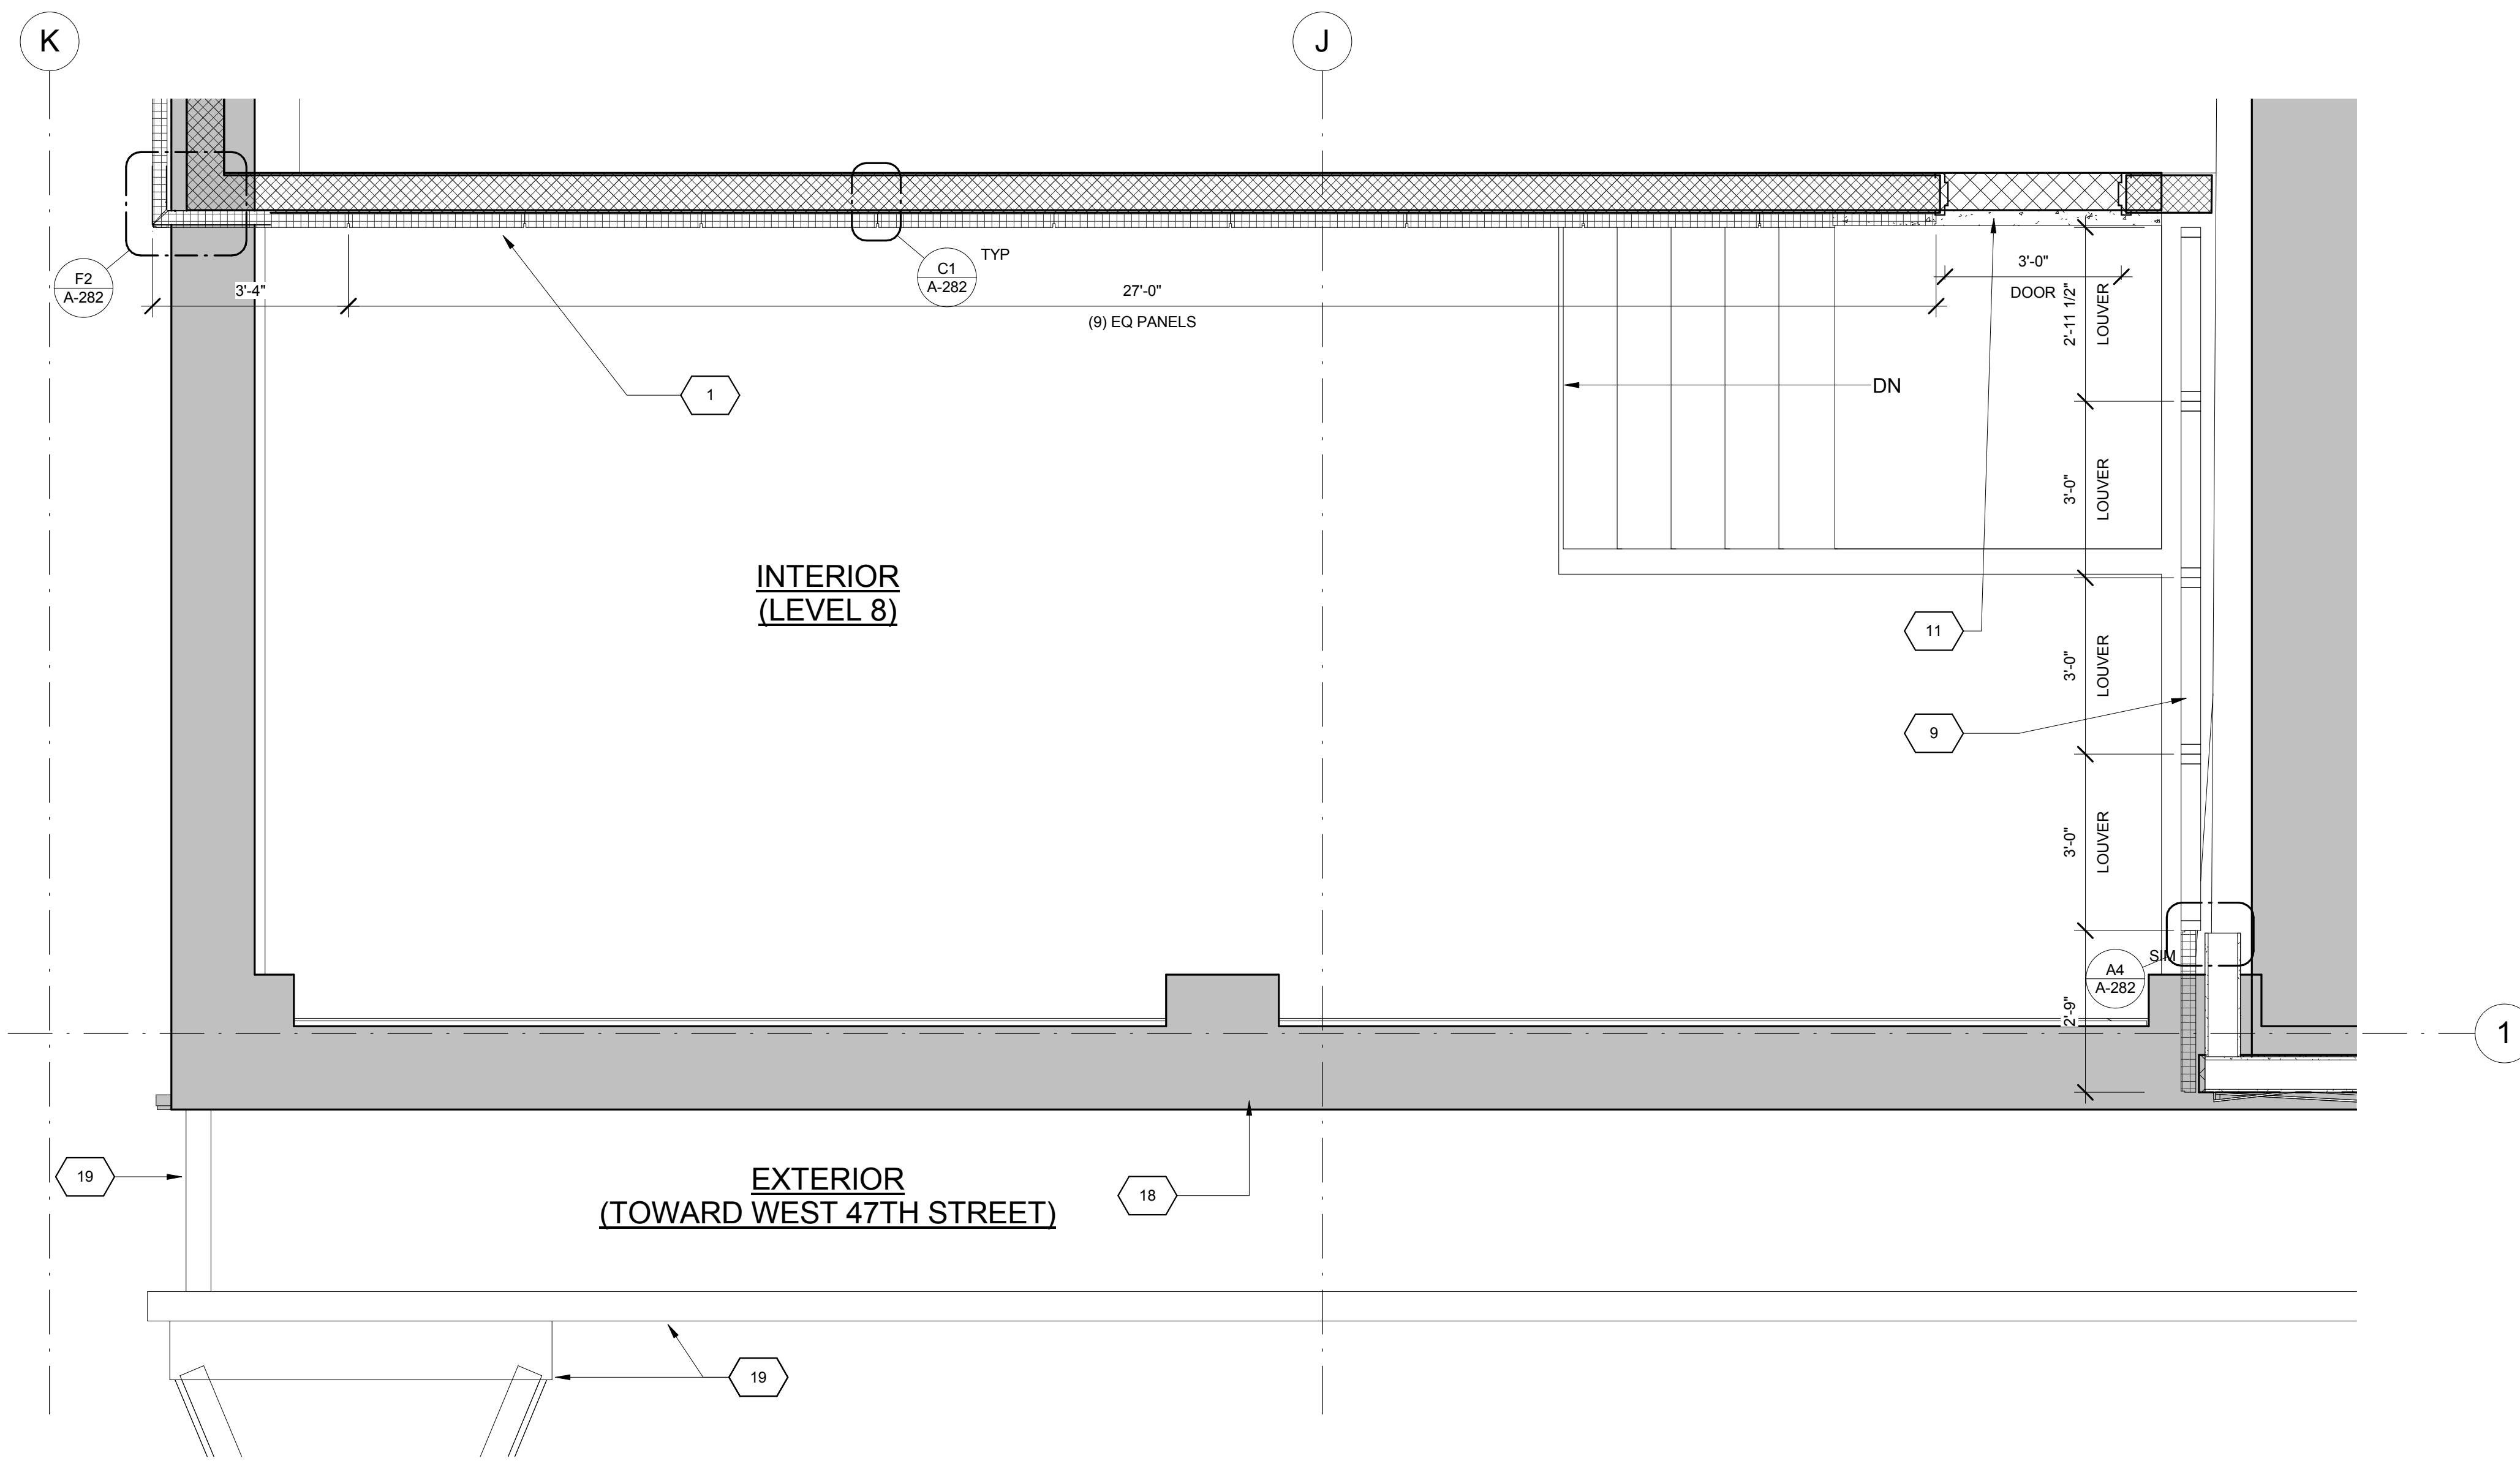 K
J
F2
A-282
3'-4"
C1
A-282
TYP
27'-0"
(9) EQ PANELS
3'-0"
DOOR
2'-11 1/2"
LOUVER
1
DN
3'-0"
LOUVER
INTERIOR
(LEVEL 8)
11
3'-0"
LOUVER
9
3'-0"
LOUVER
SIM
A4
A-282
2'-9"
1
19
EXTERIOR
(TOWARD WEST 47TH STREET)
18
19